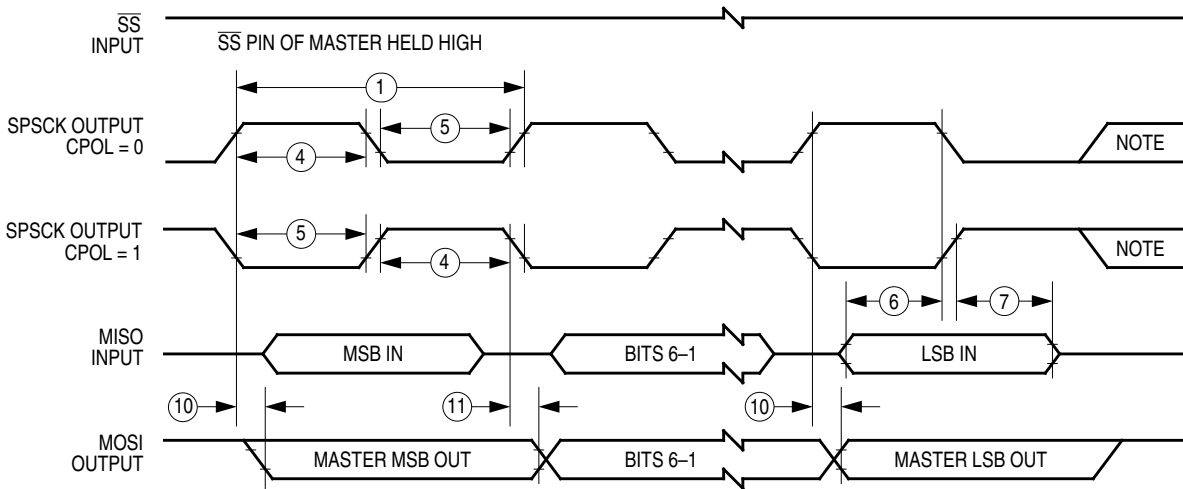 SS
INPUT
SS PIN OF MASTER HELD HIGH
1
SPSCK OUTPUT
CPOL = 0
5
4
NOTE
SPSCK OUTPUT
CPOL = 1
5
4
NOTE
6
7
MISO
INPUT
MSB IN
BITS 6–1
LSB IN
10
11
10
MOSI
OUTPUT
MASTER MSB OUT
BITS 6–1
MASTER LSB OUT